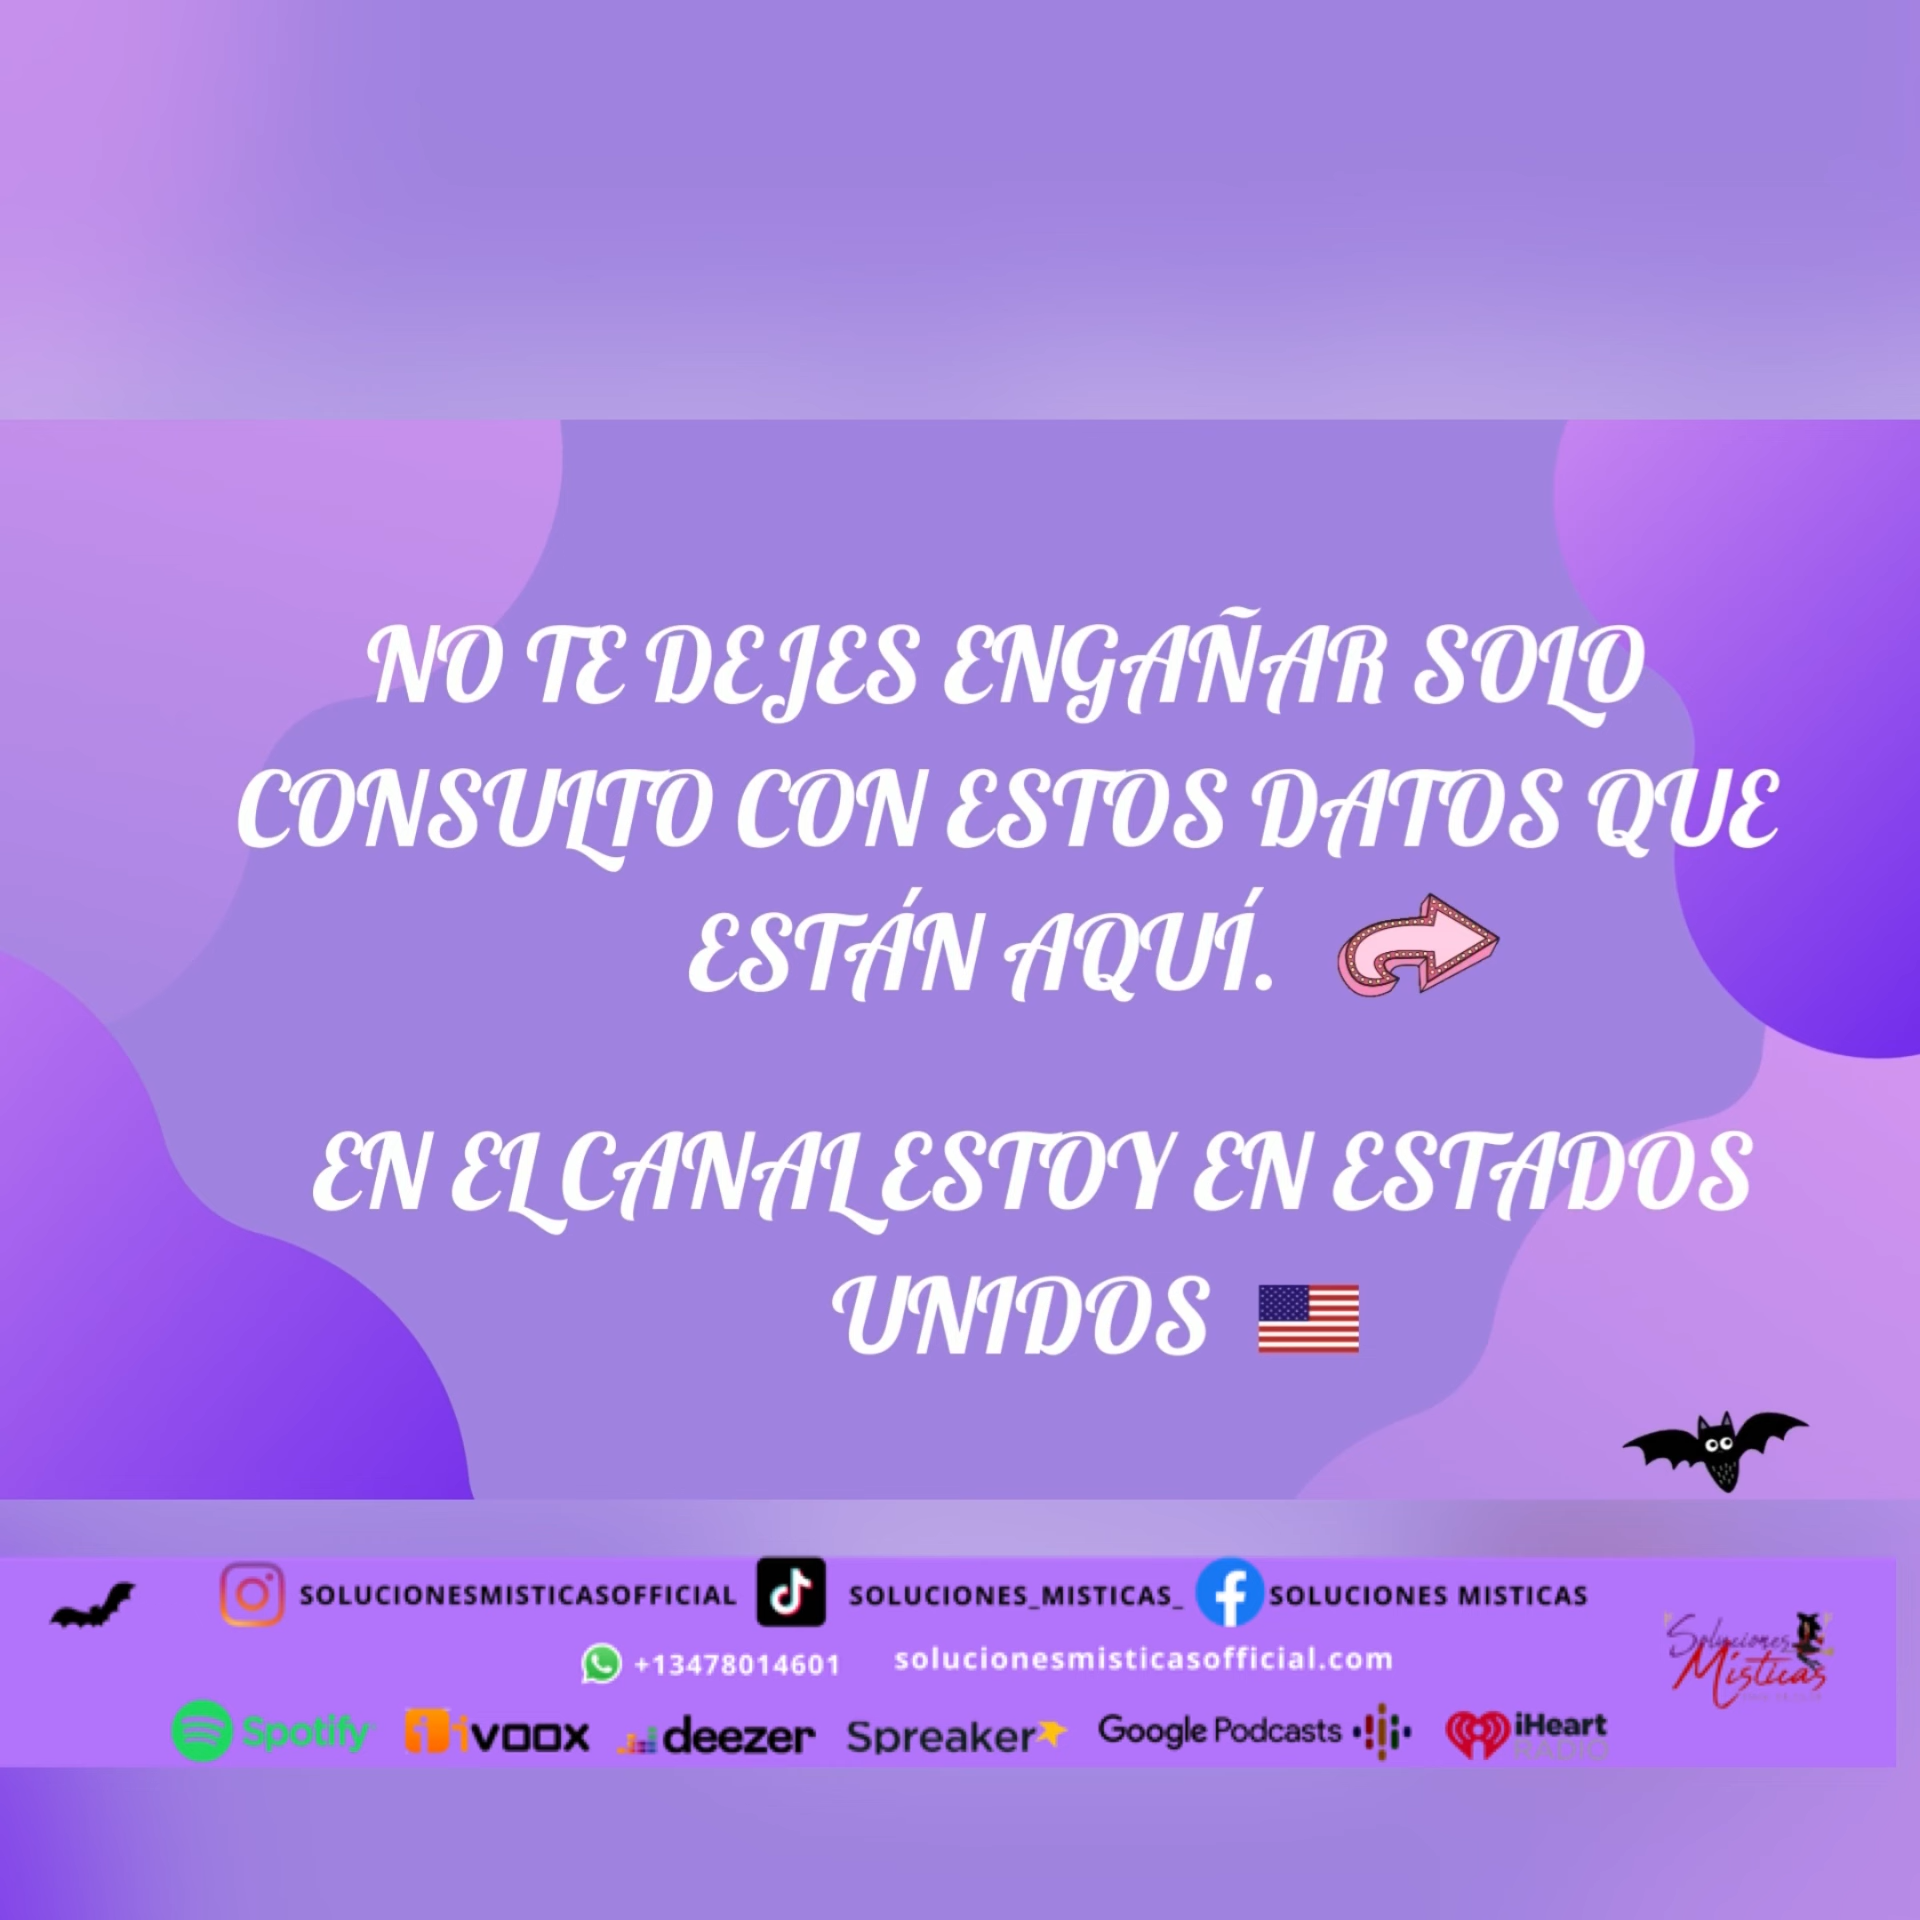 NO TE DEJES ENGAÑAR SOLO
CONSULTO CON ESTOS DATOS QUE
ESTÁN AQUÍ.
EN EL CANAL ESTOY EN ESTADOS
UNIDOS
SOLUCIONESMISTICASOFFICIAL SOLUCIONES_MISTICAS_ SOLUCIONES MISTICAS
+13478014601 solucionesmisticasofficial.com
Soluciones
Místicas
Spotify ivoox deezer Spreaker Google Podcasts iHeart
RADIO